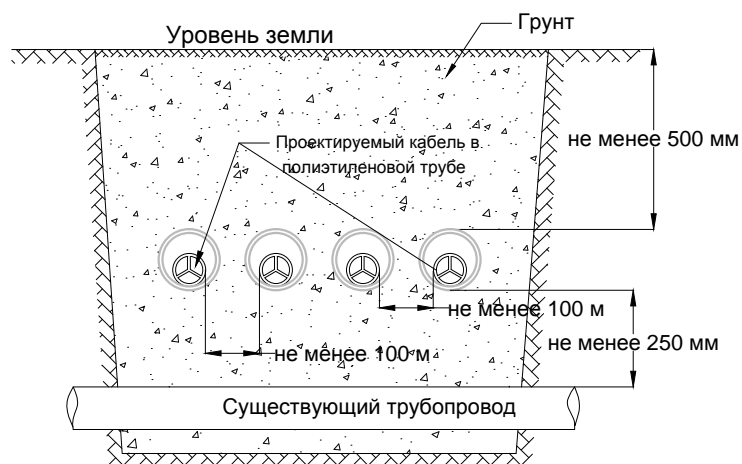 Грунт
Уровень земли
не менее 500 мм
Проектируемый кабель в
полиэтиленовой трубе
не менее 100 м
не менее 250 мм
не менее 100 м
Существующий трубопровод